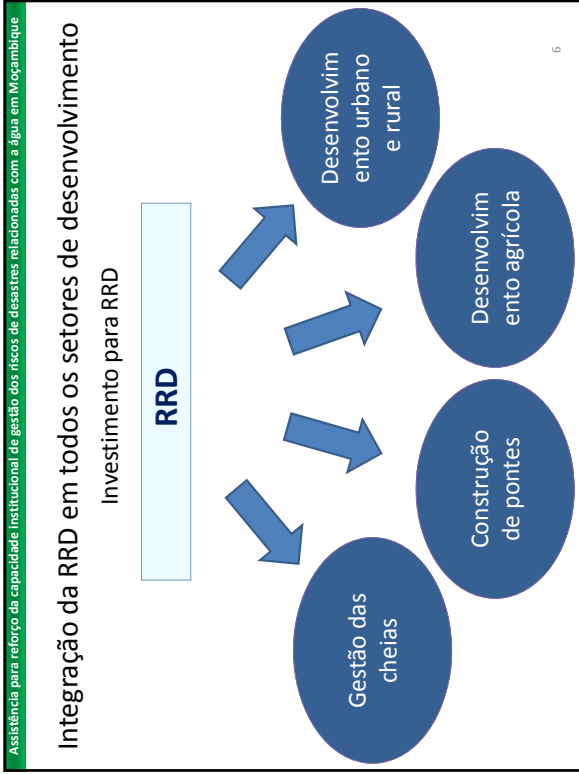 Assistência para reforço da capacidade institucional de gestão dos riscos de desastres relacionadas com a água em Moçambique
Integração da RRD em todos os setores de desenvolvimento
Investimento para RRD
RRD
Gestão das
cheias
Construção
de pontes
Desenvolvim
ento agrícola
Desenvolvim
ento urbano
e rural
6